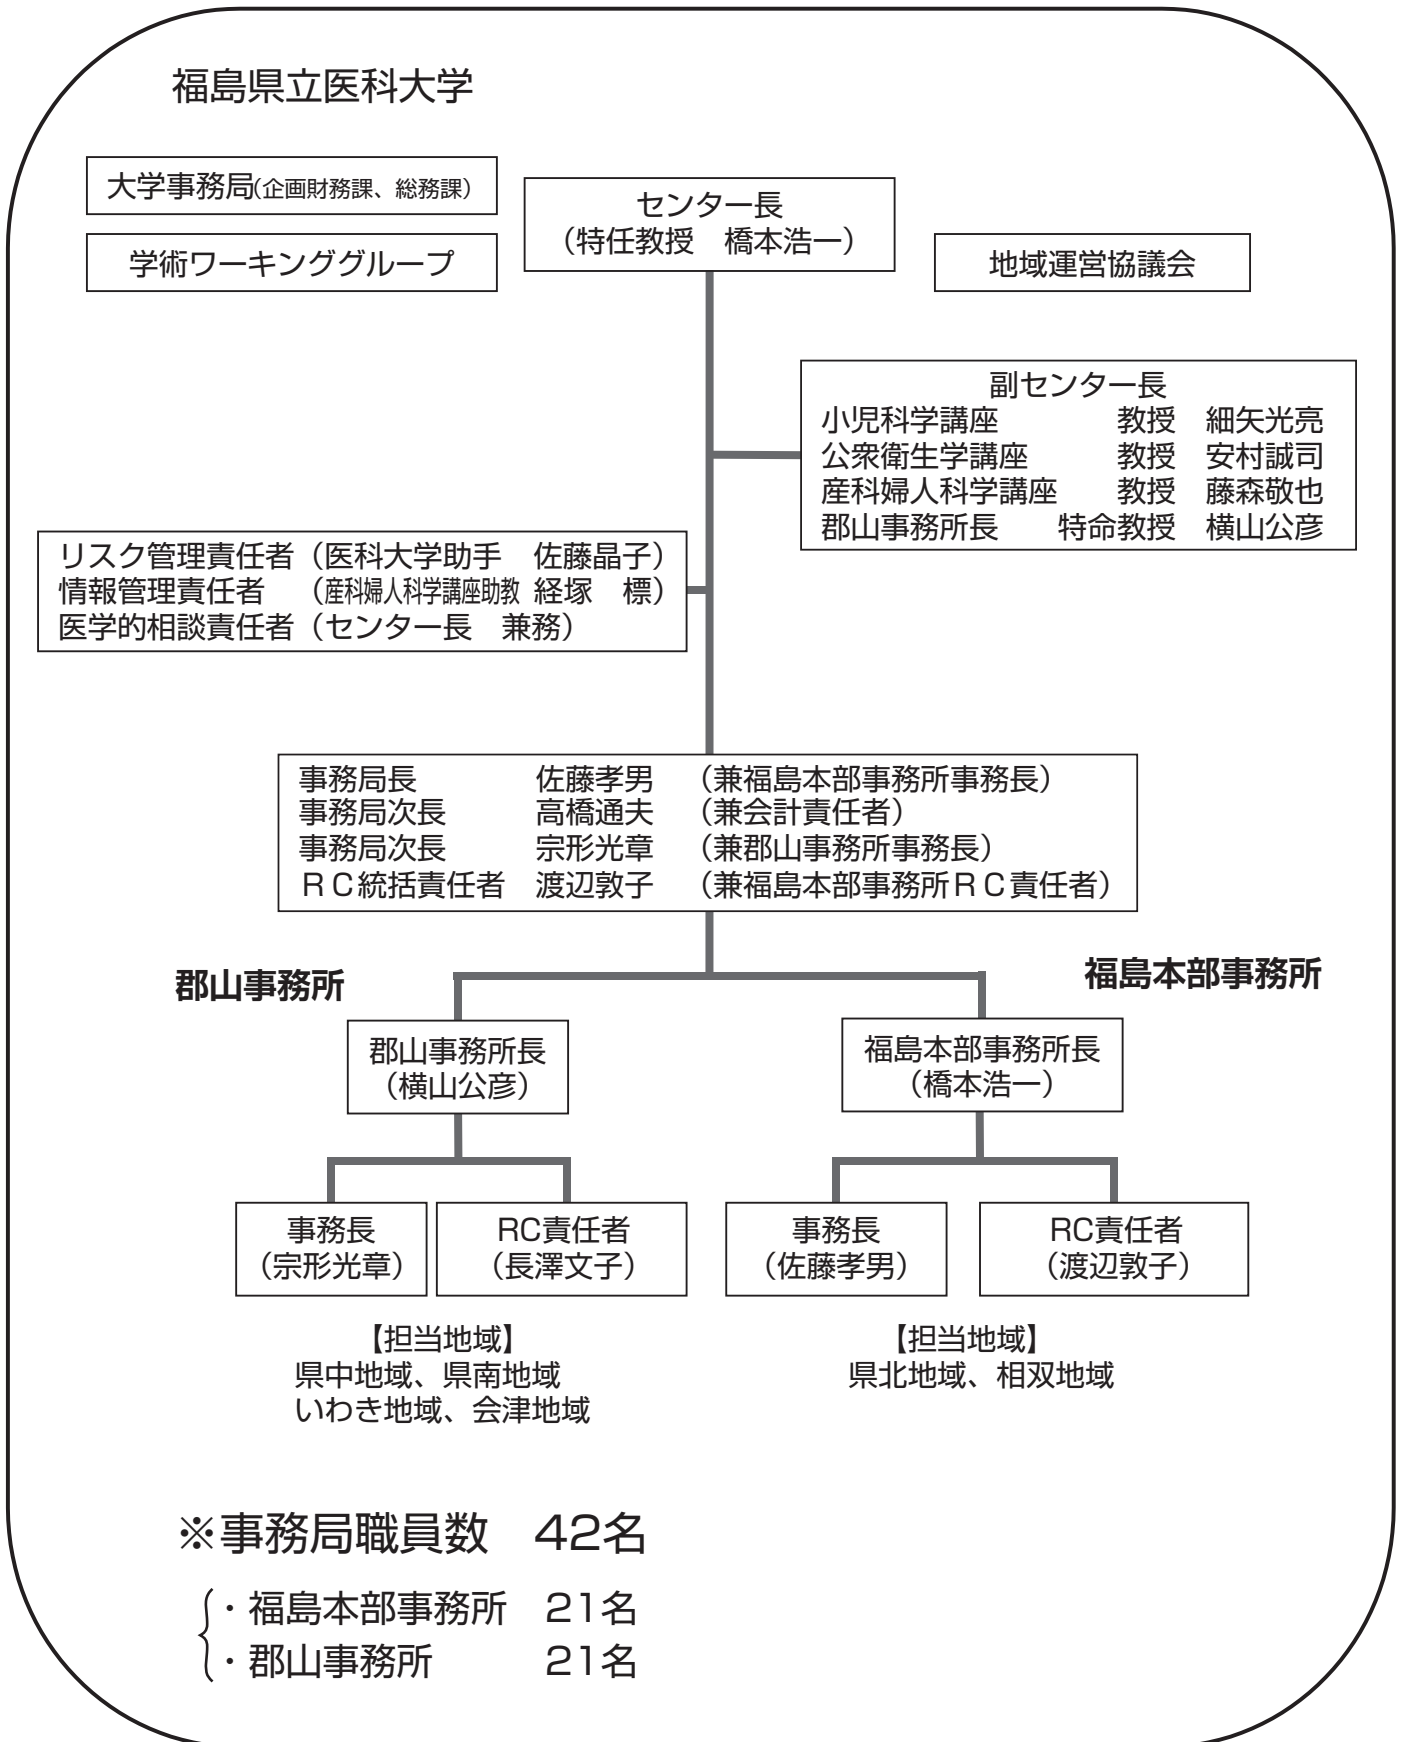 福島県立医科大学
大学事務局(企画財務課、総務課)
学術ワーキンググループ
センター長
(特任教授　橋本浩一)
地域運営協議会
副センター長
小児科学講座　教授　細矢光亮
公衆衛生学講座　教授　安村誠司
産科婦人科学講座　教授　藤森敬也
郡山事務所長　特命教授　横山公彦
リスク管理責任者（医科大学助手　佐藤晶子）
情報管理責任者　（産科婦人科学講座助教 経塚　標）
医学的相談責任者（センター長　兼務）
事務局長　佐藤孝男　（兼福島本部事務所事務長）
事務局次長　高橋通夫　（兼会計責任者）
事務局次長　宗形光章　（兼郡山事務所事務長）
ＲＣ統括責任者　渡辺敦子　（兼福島本部事務所ＲＣ責任者）
郡山事務所
福島本部事務所
郡山事務所長
（横山公彦）
福島本部事務所長
（橋本浩一）
事務長
（宗形光章）
RC責任者
（長澤文子）
事務長
（佐藤孝男）
RC責任者
（渡辺敦子）
【担当地域】
県中地域、県南地域
いわき地域、会津地域
【担当地域】
県北地域、相双地域
※事務局職員数　42名
・福島本部事務所　21名
・郡山事務所　21名